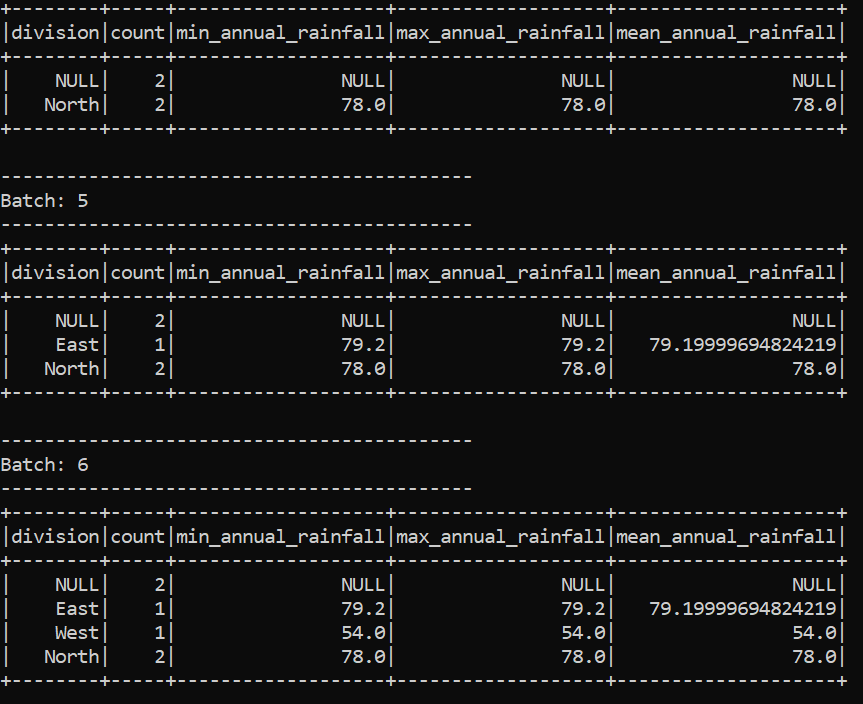 +--------+-----+-------------------+-------------------+--------------------+
|division|count|min_annual_rainfall|max_annual_rainfall|mean_annual_rainfall|
+--------+-----+-------------------+-------------------+--------------------+
|    NULL|    2|               NULL|               NULL|                NULL|
|   North|    2|               78.0|               78.0|                78.0|
+--------+-----+-------------------+-------------------+--------------------+
-------------------------------------------
Batch: 5
-------------------------------------------
+--------+-----+-------------------+-------------------+--------------------+
|division|count|min_annual_rainfall|max_annual_rainfall|mean_annual_rainfall|
+--------+-----+-------------------+-------------------+--------------------+
|    NULL|    2|               NULL|               NULL|                NULL|
|    East|    1|               79.2|               79.2|   79.19999694824219|
|   North|    2|               78.0|               78.0|                78.0|
+--------+-----+-------------------+-------------------+--------------------+
-------------------------------------------
Batch: 6
-------------------------------------------
+--------+-----+-------------------+-------------------+--------------------+
|division|count|min_annual_rainfall|max_annual_rainfall|mean_annual_rainfall|
+--------+-----+-------------------+-------------------+--------------------+
|    NULL|    2|               NULL|               NULL|                NULL|
|    East|    1|               79.2|               79.2|   79.19999694824219|
|    West|    1|               54.0|               54.0|                54.0|
|   North|    2|               78.0|               78.0|                78.0|
+--------+-----+-------------------+-------------------+--------------------+